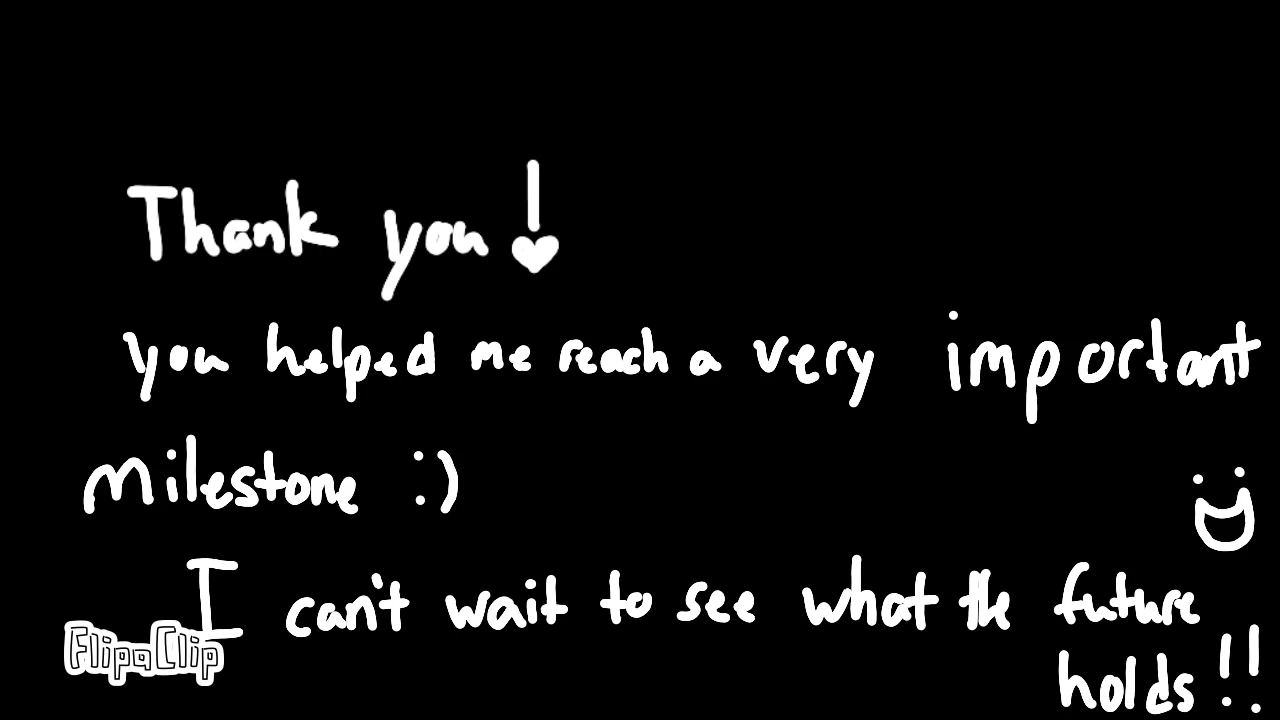 Thank you!
you helped me reach a very important
milestone :)
I can't wait to see what the future
holds!!
FlipaClip